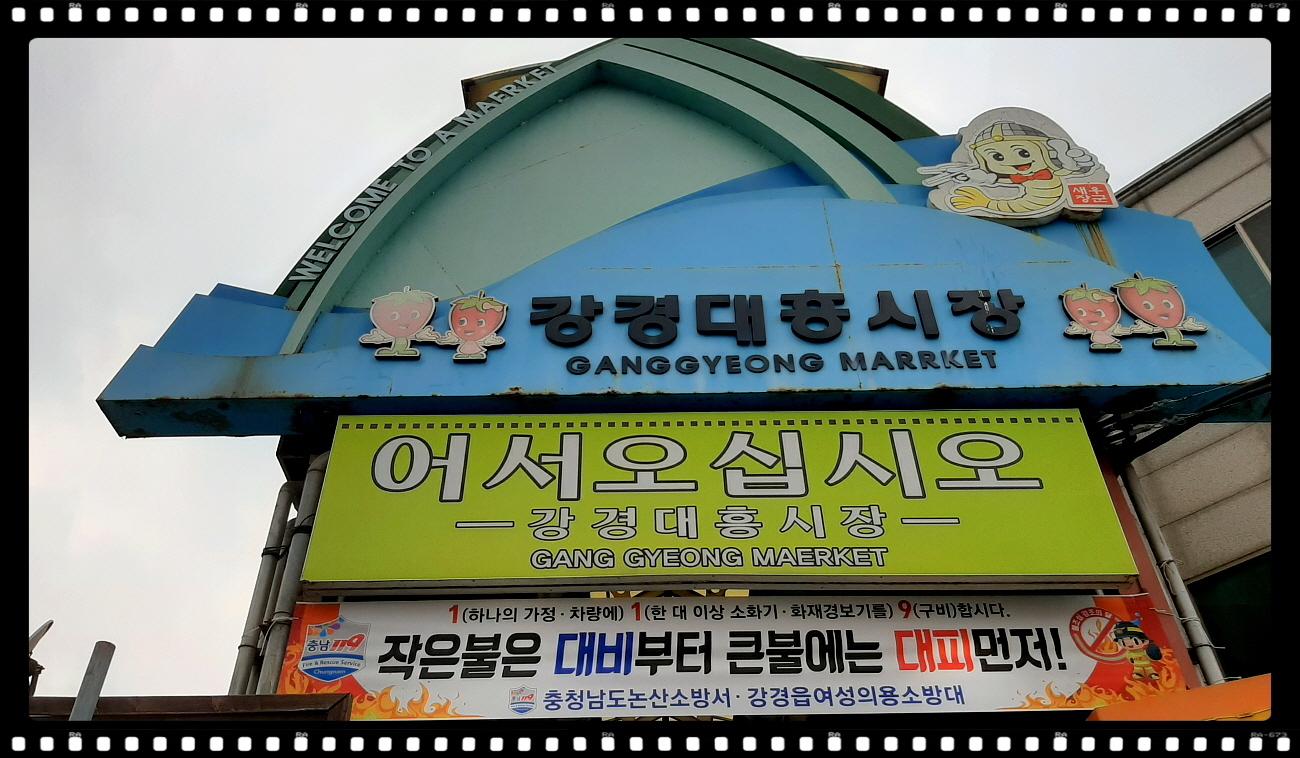 WELCOME TO A MAERKET
새우
장군
강경대흥시장
GANGGYEONG MARRKET
어서오십시오
강경대흥시장
GANG GYEONG MAERKET
1(하나의 가정·차량에) 1(한 대 이상 소화기·화재경보기를) 9(구비)합시다.
충남119
Fire & Rescue Service
Chungnam
작은불은 대비부터 큰불에는 대피먼저!
충청남도논산소방서·강경읍여성의용소방대